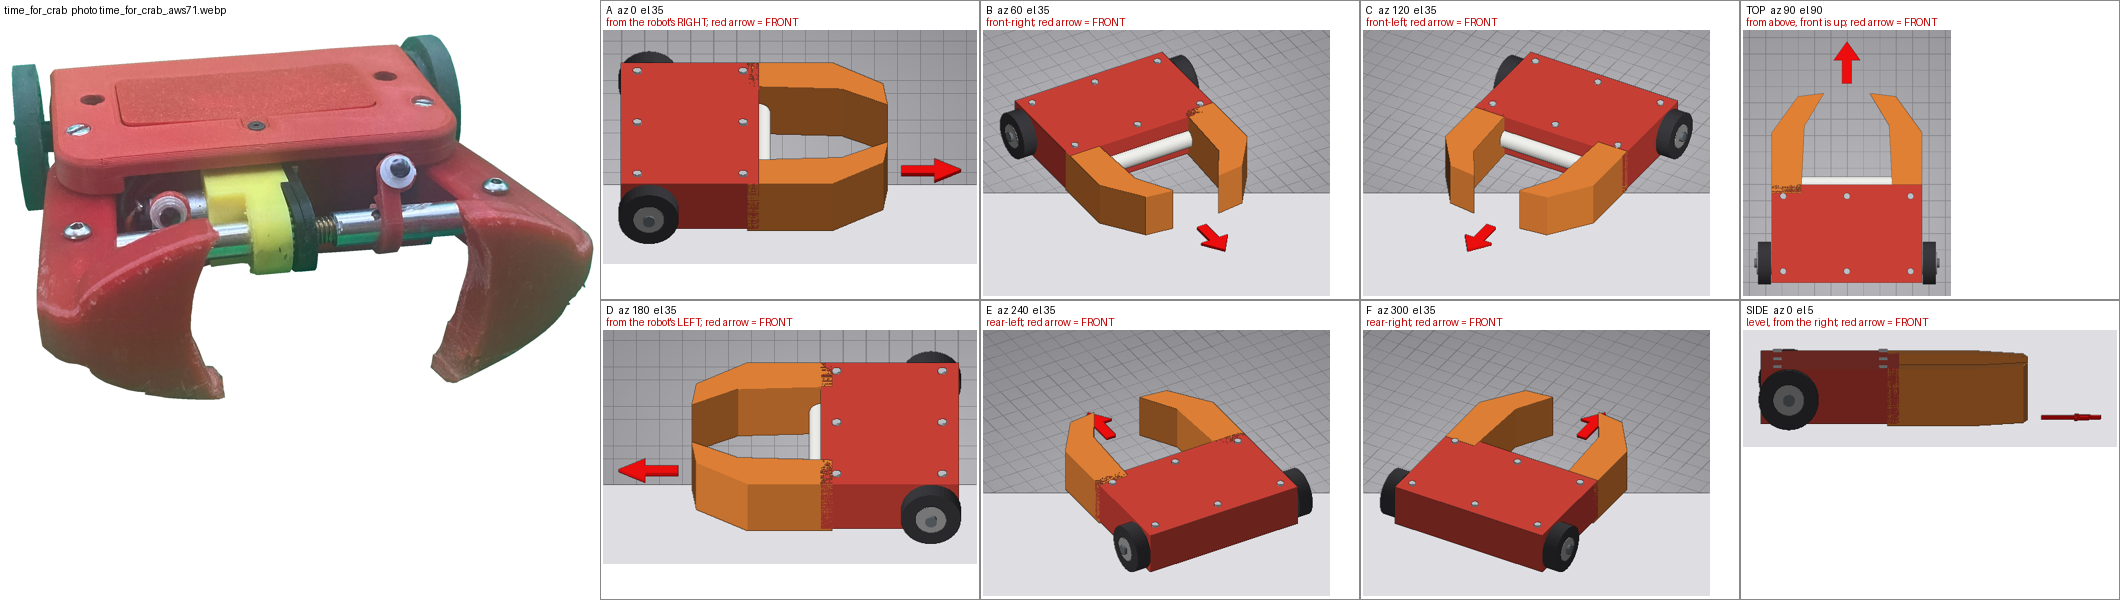 time_for_crab photo time_for_crab_.aws71.webp
A az 0 el 35
from the robot's RIGHT; red arrow = FRONT
B az 60 el 35
front-right; red arrow = FRONT
C az 120 el 35
front-left; red arrow = FRONT
TOP az 90 el 90
from above, front is up; red arrow = FRONT
D az 180 el 35
from the robot's LEFT; red arrow = FRONT
E az 240 el 35
rear-left; red arrow = FRONT
F az 300 el 35
rear-right; red arrow = FRONT
SIDE az 0 el 5
level, from the right; red arrow = FRONT